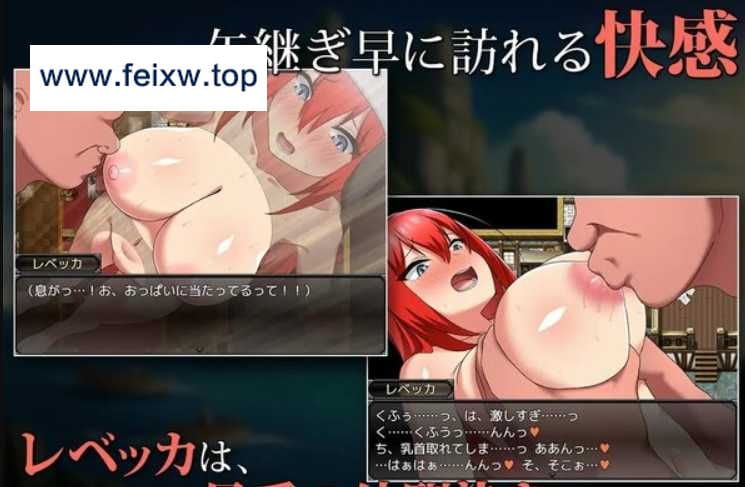 矢継ぎ早に訪れる快感
www.feixw.top
レベッカ
（息がっ…！お、おっぱいに当たってるって！！）
レベッカ
くふぅ……っ、は、激しすぎ……っ
く……くふうっ……んんっ♥
ち、乳首取れてしま……っ ああんっ…♥
…はぁはぁ……んんっ♥ そ、そこぉ…♥
レベッカは、